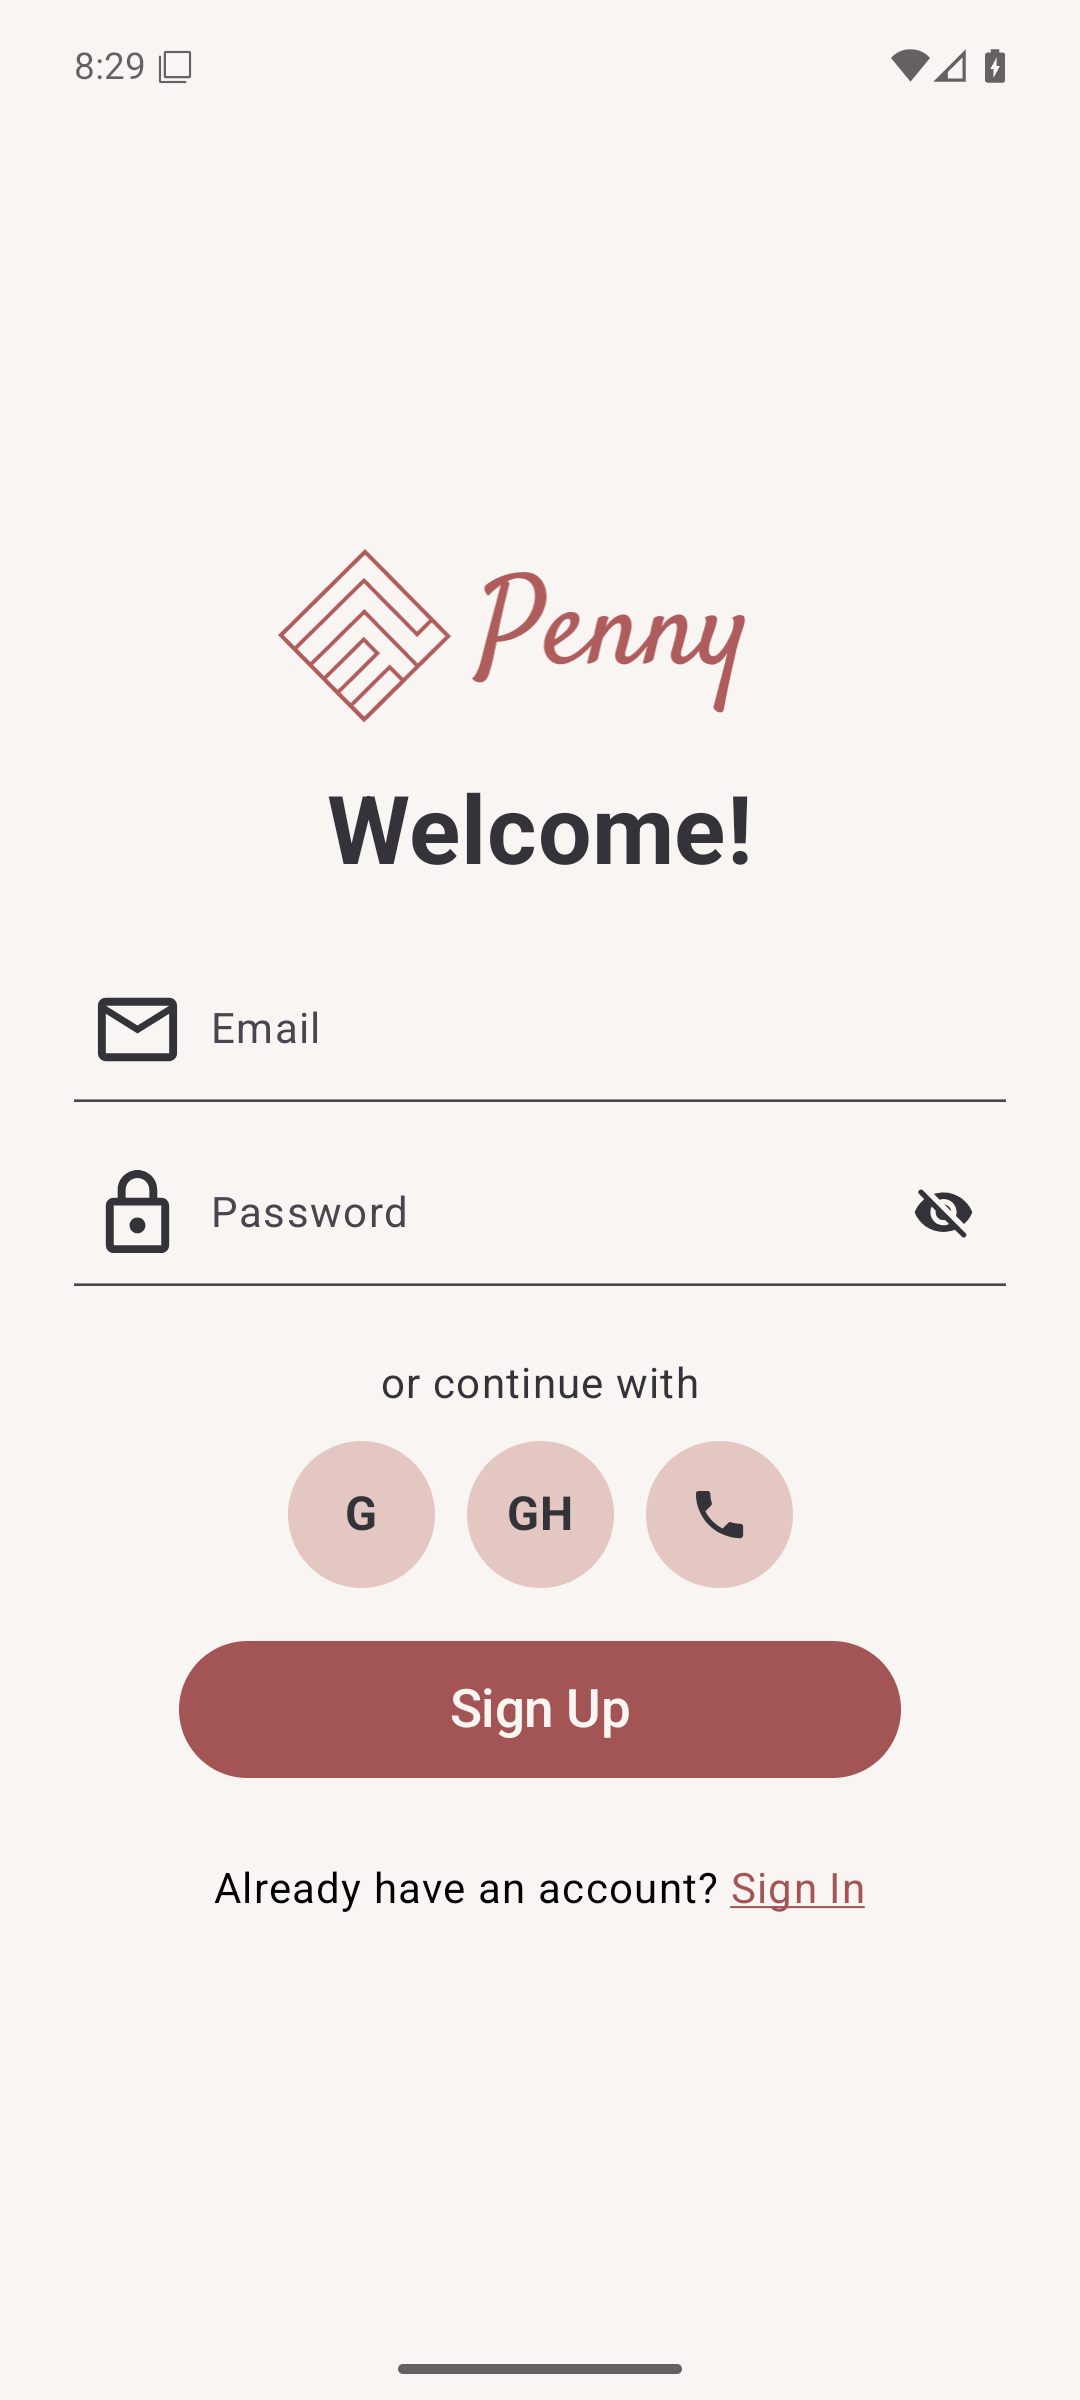 8:29
Penny
Welcome!
Email
Password
or continue with
G GH
Sign Up
Already have an account? Sign In